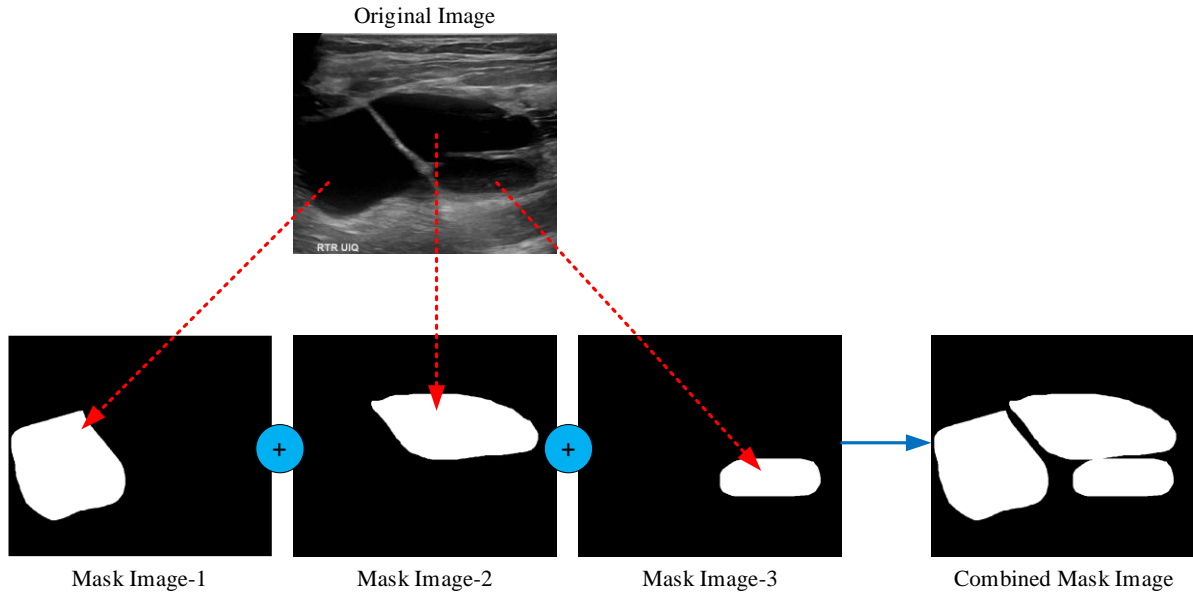 Original Image
RTR UIQ
+
+
Mask Image-1
Mask Image-2
Mask Image-3
Combined Mask Image